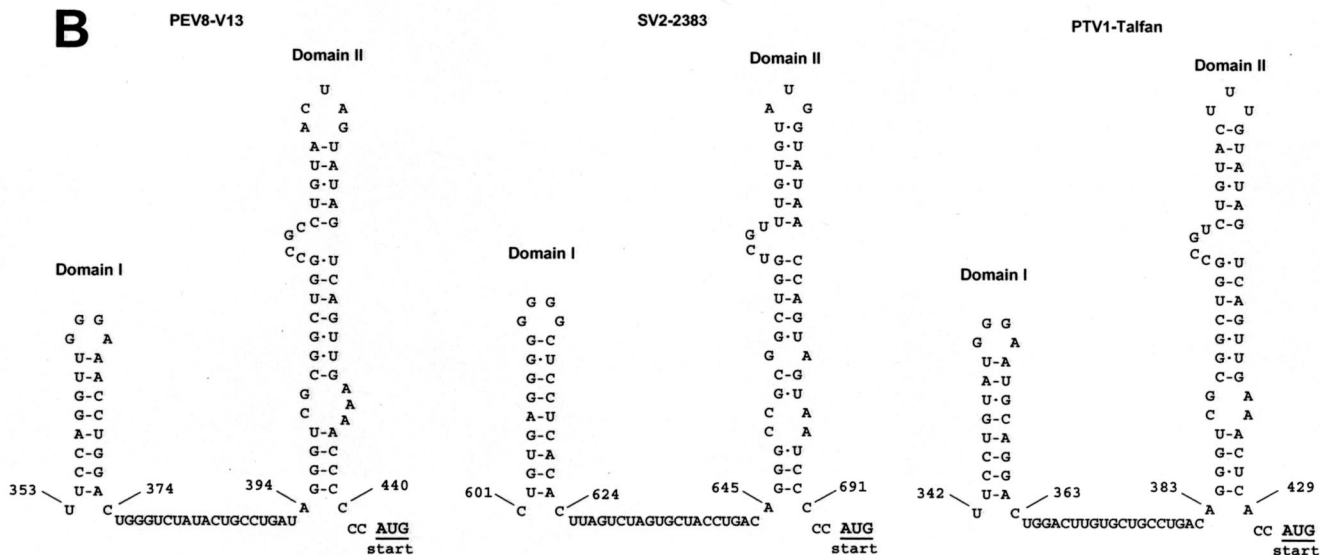 B
PEV8-V13
SV2-2383
PTV1-Talfan
Domain II
U
C A
A G
A-U
U-A
G·U
U-A
C-G
C
G
C
C
G·U
G-C
U-A
C-G
G·U
G·U
C-G
A
G A
C A
U-A
G-C
G-C
G-C
A C
Domain I
G G
G A
U-A
U-A
G-C
G-C
A-U
C-G
C-G
U-A
U C
353 374 394 440
UGGGUCUAUACUGCCUGAU
CC AUG
start
Domain II
U
A G
U·G
G·U
U-A
G·U
U-A
U-A
Domain I
G G
G G
G-C
G·U
G-C
G-C
A-U
G-C
U-A
G-C
U-A
C C
601 624 645 691
UUAGUCUAGUGCUACCUGAC
CC AUG
start
Domain II
U
U U
C-G
A-U
U-A
G·U
U-A
C-G
U
G
C
C
G·U
G-C
U-A
C-G
G·U
G·U
C-G
Domain I
G G
G A
U-A
A-U
U·G
G-C
U-A
C-G
C-G
U-A
U C
342 363 383 429
UGGACUUGUGCUGCCUGAC
CC AUG
start